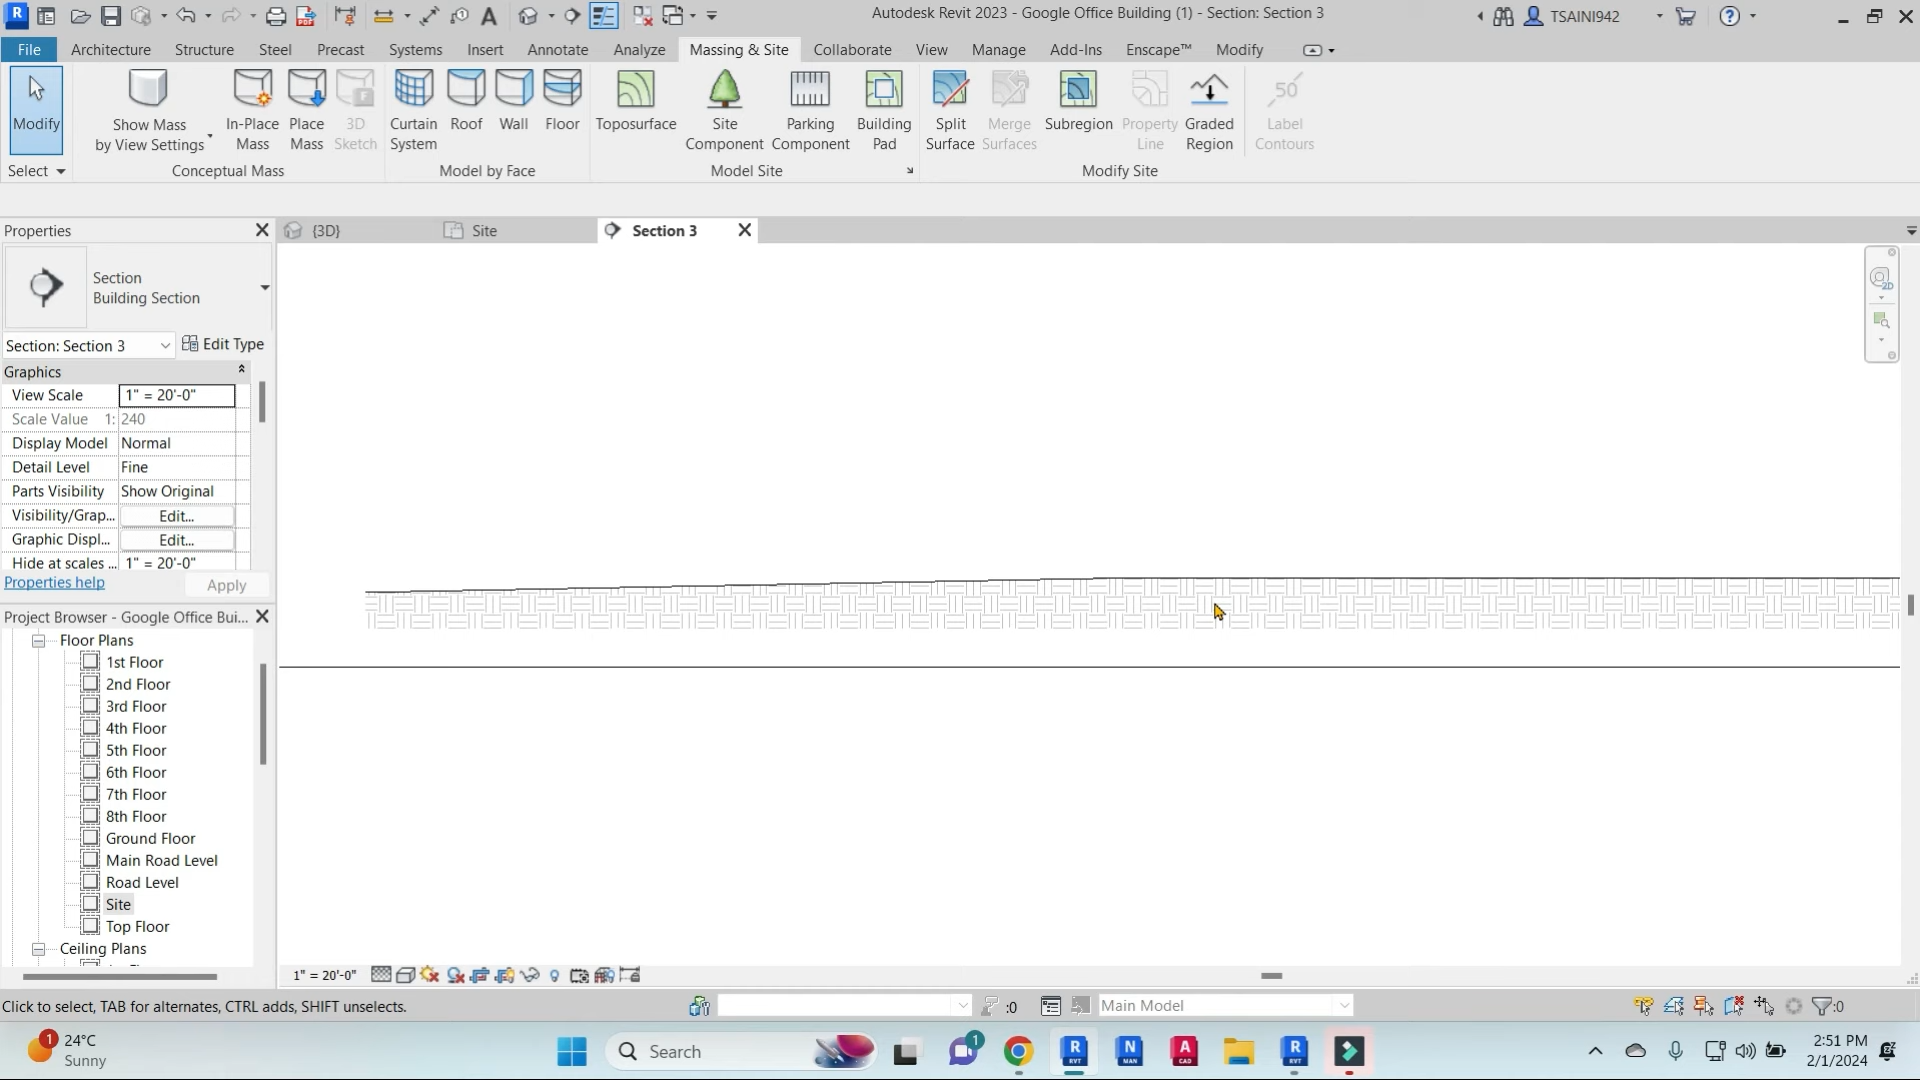 Autodesk Revit 2023 - Google Office Building (1) - Section: Section 3
TSAINI942
File Architecture Structure Steel Precast Systems Insert Annotate Analyze Massing & Site Collaborate View Manage Add-Ins Enscape™ Modify
Modify
Show Mass
by View Settings
In-Place
Mass
Place
Mass
3D
Sketch
Curtain
System
Roof
Wall
Floor
Toposurface
Site
Component
Parking
Component
Building
Pad
Split
Surface
Merge
Surfaces
Subregion
Property
Line
Graded
Region
50
Label
Contours
Select
Conceptual Mass
Model by Face
Model Site
Modify Site
Properties
{3D}
Site
Section 3
Section
Building Section
Section: Section 3
Edit Type
Graphics
View Scale 1" = 20'-0"
Scale Value 1: 240
Display Model Normal
Detail Level Fine
Parts Visibility Show Original
Visibility/Grap... Edit...
Graphic Displ... Edit...
Hide at scales ... 1" = 20'-0"
Properties help
Apply
Project Browser - Google Office Bui...
Floor Plans
1st Floor
2nd Floor
3rd Floor
4th Floor
5th Floor
6th Floor
7th Floor
8th Floor
Ground Floor
Main Road Level
Road Level
Site
Top Floor
Ceiling Plans
2D
1" = 20'-0"
Click to select, TAB for alternates, CTRL adds, SHIFT unselects.
:0
Main Model
:0
1
24°C
Sunny
Search
1
R
RVT
N
MAN
A
CAD
R
RVT
2:51 PM
2/1/2024